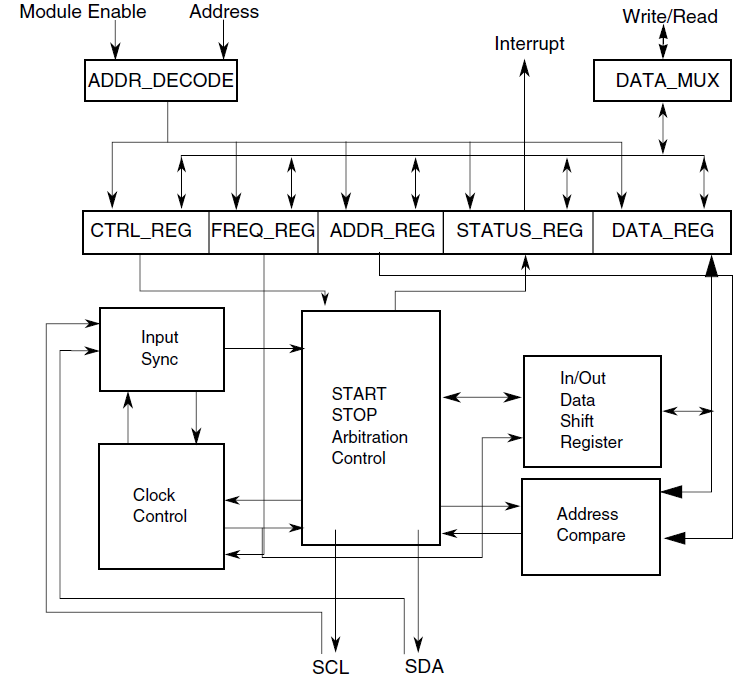 Module Enable
Address
Write/Read
Interrupt
ADDR_DECODE
DATA_MUX
CTRL_REG
FREQ_REG
ADDR_REG
STATUS_REG
DATA_REG
Input
Sync
START
STOP
Arbitration
Control
In/Out
Data
Shift
Register
Clock
Control
Address
Compare
SCL
SDA